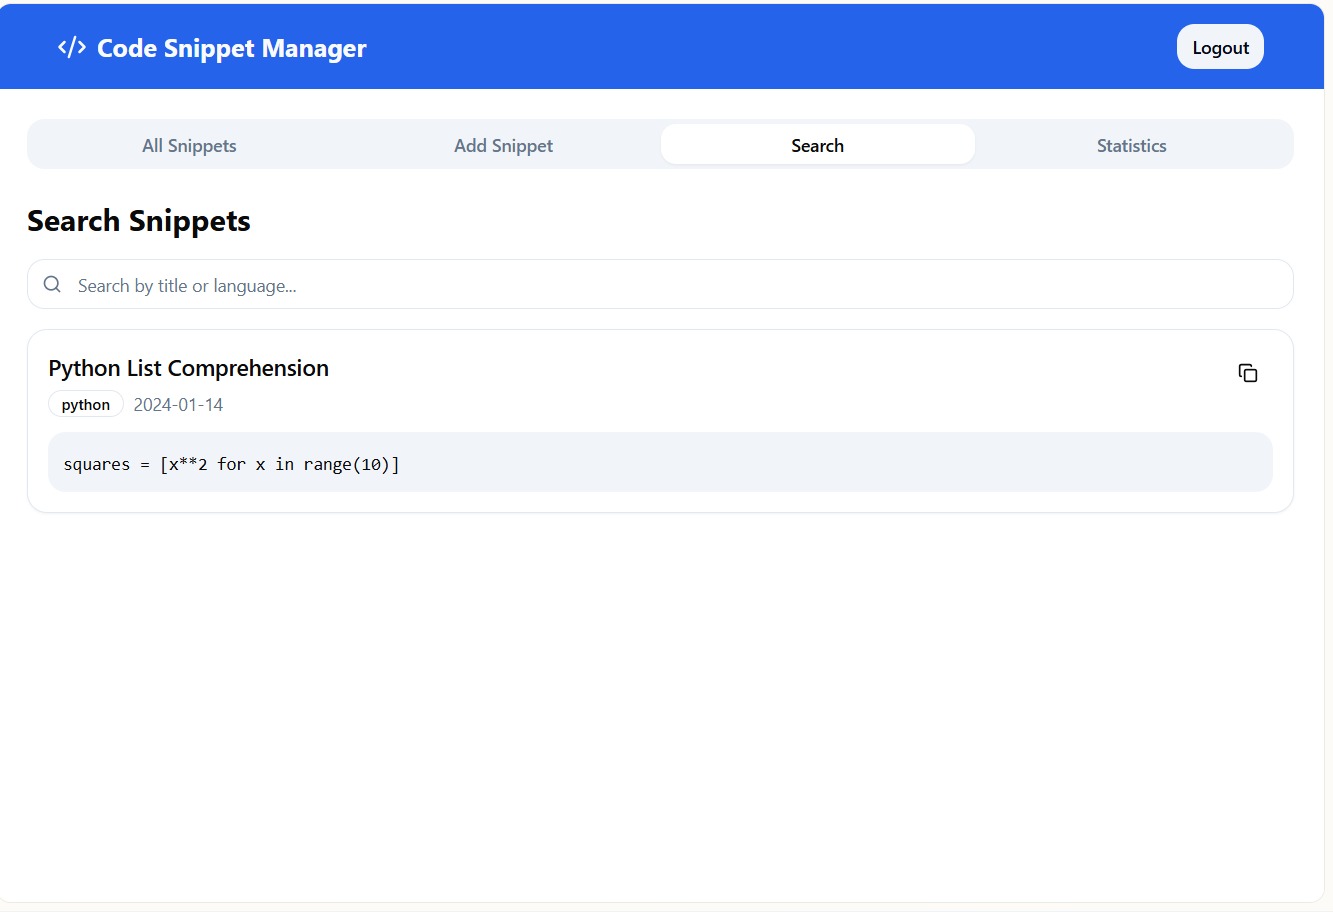 </> Code Snippet Manager
Logout
All Snippets
Add Snippet
Search
Statistics
Search Snippets
Search by title or language...
Python List Comprehension
python
2024-01-14
squares = [x**2 for x in range(10)]